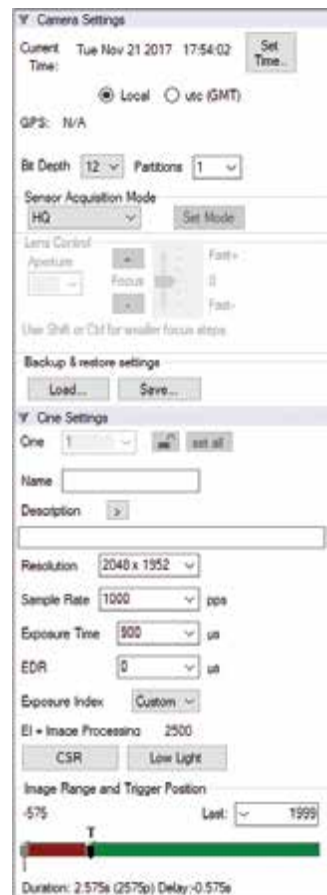 Camera Settings
Current Time: Tue Nov 21 2017 17:54:02 Set Time...
Local utc (GMT)
GPS: N/A
Bit Depth 12 Partitions 1
Sensor Acquisition Mode
HQ Set Mode
Lens Control
Aperture + Fast+
Focus 0
- Fast-
Use Shift or Ctrl for smaller focus steps
Backup & restore settings
Load... Save...
Cine Settings
Cine 1 set all
Name
Description >
Resolution 2048 x 1952
Sample Rate 1000 pps
Exposure Time 900 µs
EDR 0 µs
Exposure Index Custom
EI + Image Processing 2500
CSR Low Light
Image Range and Trigger Position
-575 Last: 1999
T
Duration: 2.575s (2575p) Delay:-0.575s